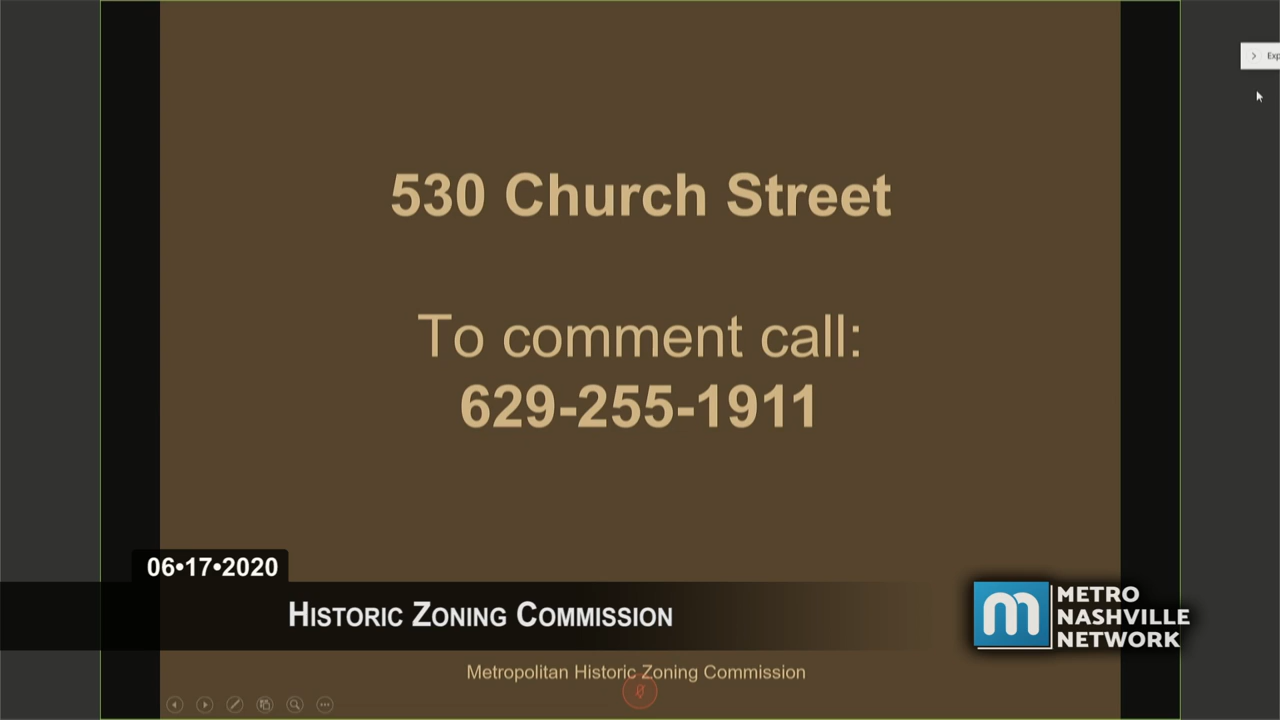 Exp
530 Church Street
To comment call:
629-255-1911
06•17•2020
Historic Zoning Commission
m
METRO
NASHVILLE
NETWORK
Metropolitan Historic Zoning Commission